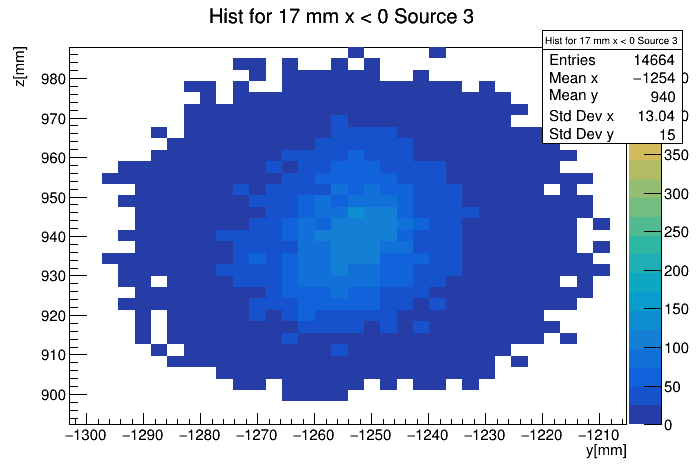 Hist for 17 mm x < 0 Source 3
z[mm]
Hist for 17 mm x < 0 Source 3
Entries 14664
Mean x −1254
Mean y 940
Std Dev x 13.04
Std Dev y 15
980
970
960
950
940
930
920
910
900
350
300
250
200
150
100
50
0
−1300 −1290 −1280 −1270 −1260 −1250 −1240 −1230 −1220 −1210
y[mm]